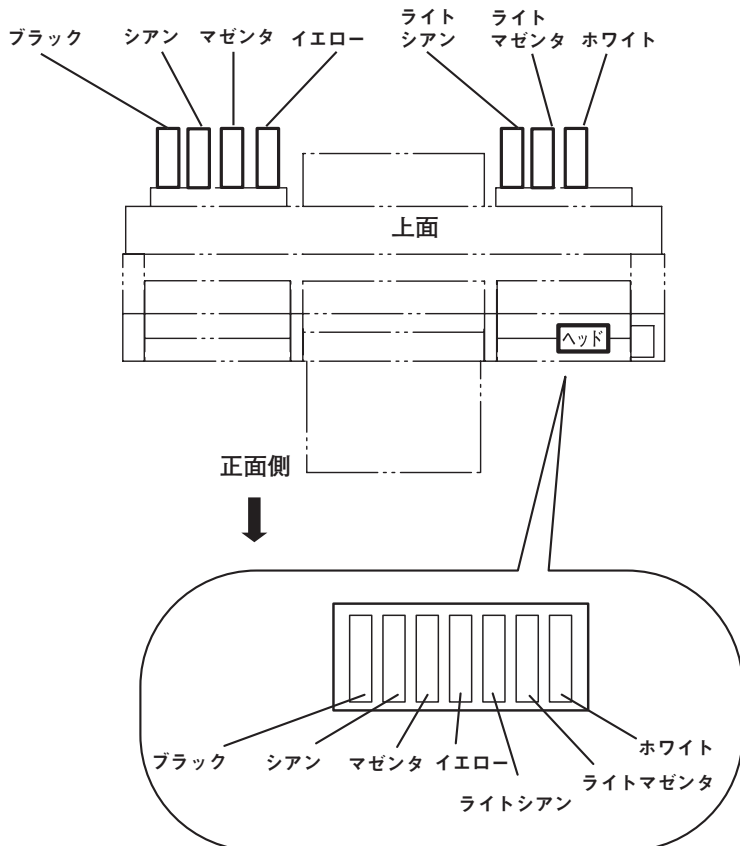 ブラック
シアン
マゼンタ
イエロー
ライト
シアン
ライト
マゼンタ
ホワイト
上面
ヘッド
正面側
ブラック
シアン
マゼンタ
イエロー
ライトシアン
ライトマゼンタ
ホワイト